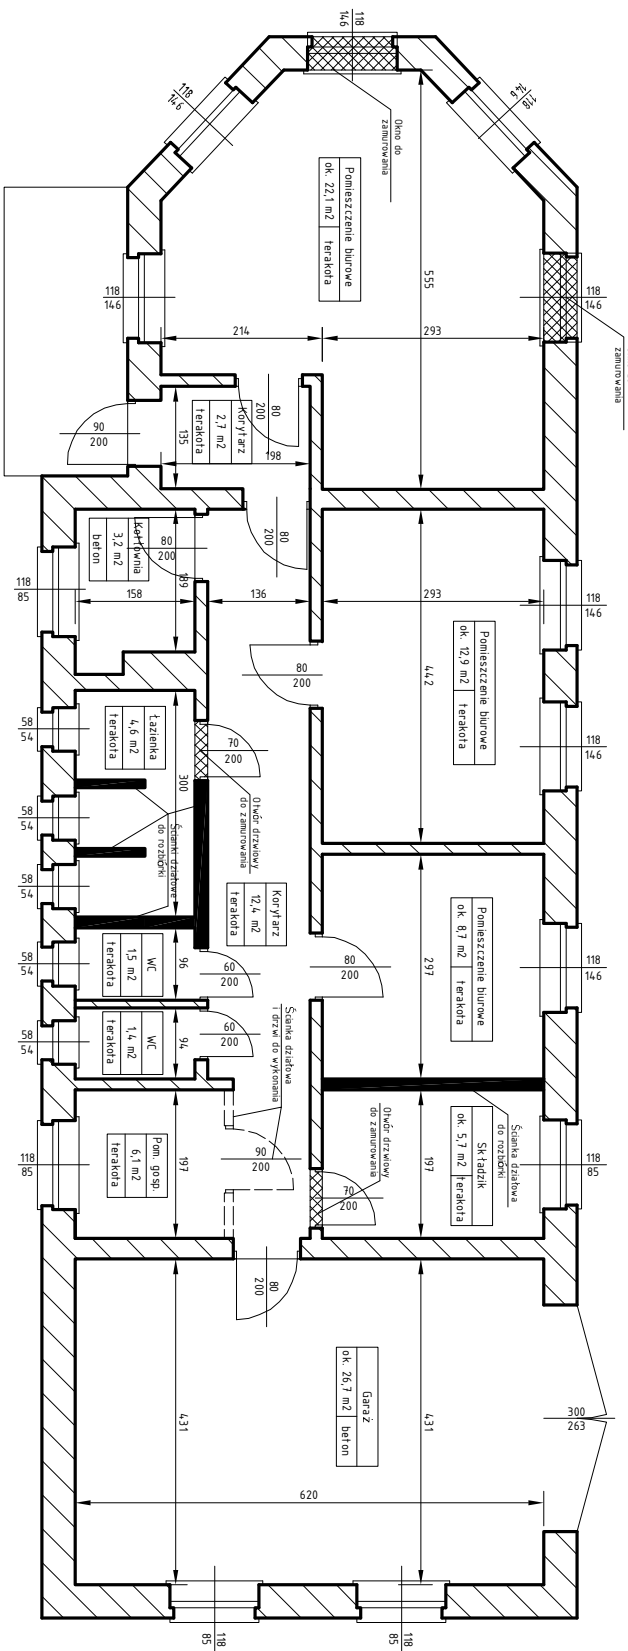 118
146
118
146
118
146
Okno do
zamurowania
Pomieszczenie biurowe
ok. 22,1 m2
terakota
555
118
146
118
146
zamurowania
214
293
80
200
Korytarz
2,7 m2
terakota
135
198
90
200
80
200
Kotłownia
3,2 m2
beton
80
200
189
158
136
293
118
85
118
146
80
200
442
Pomieszczenie biurowe
ok. 12,9 m2
terakota
58
54
Łazienka
4,6 m2
terakota
70
200
118
146
300
58
54
Otwór drzwiowy
do zamurowania
Ścianki działowe
do rozbiórki
58
54
Korytarz
12,4 m2
terakota
Pomieszczenie biurowe
ok. 8,7 m2
terakota
58
54
WC
1,5 m2
terakota
96
60
200
80
200
297
118
146
58
54
WC
1,4 m2
terakota
94
60
200
Ścianka działowa
i drzwi do wykonania
118
85
Pom. gosp.
6,1 m2
terakota
197
90
200
Otwór drzwiowy
do zamurowania
70
200
197
Składzik
ok. 5,7 m2
terakota
Ścianka działowa
do rozbiórki
118
85
80
200
431
Garaż
ok. 26,7 m2
beton
431
300
263
620
118
85
118
85